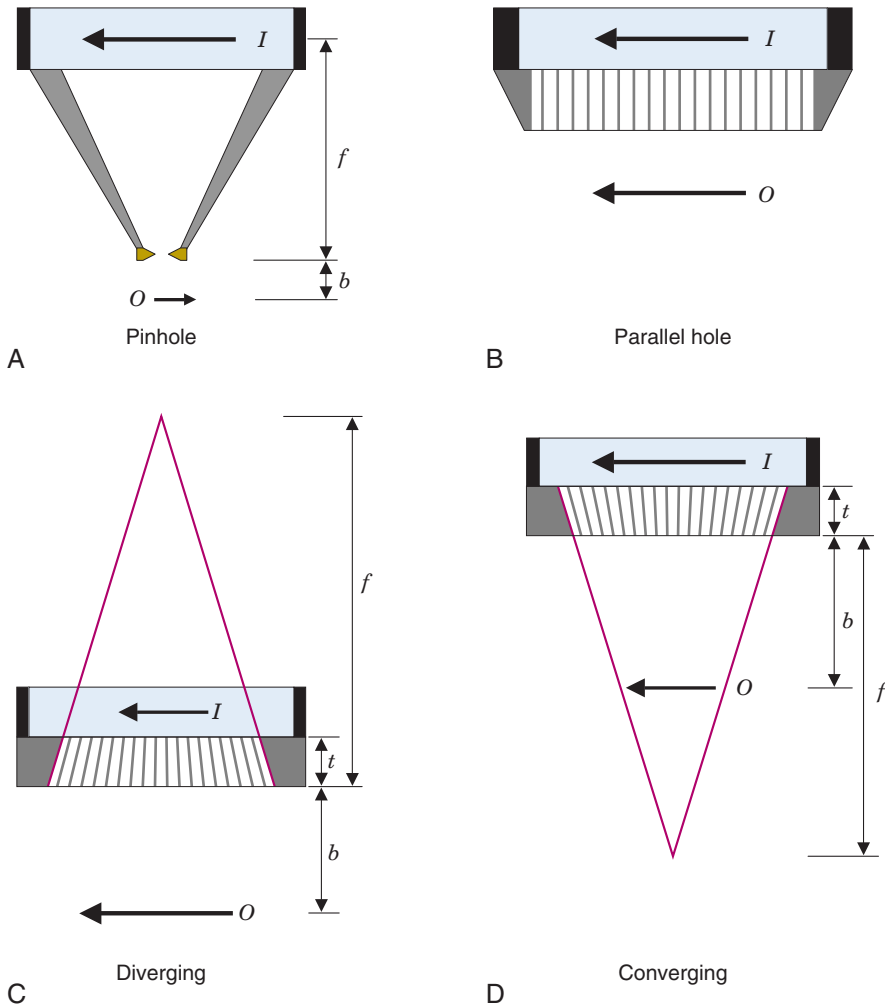 I
f
b
O
Pinhole
A
I
O
Parallel hole
B
f
I
t
b
O
Diverging
C
I
t
b
O
f
Converging
D